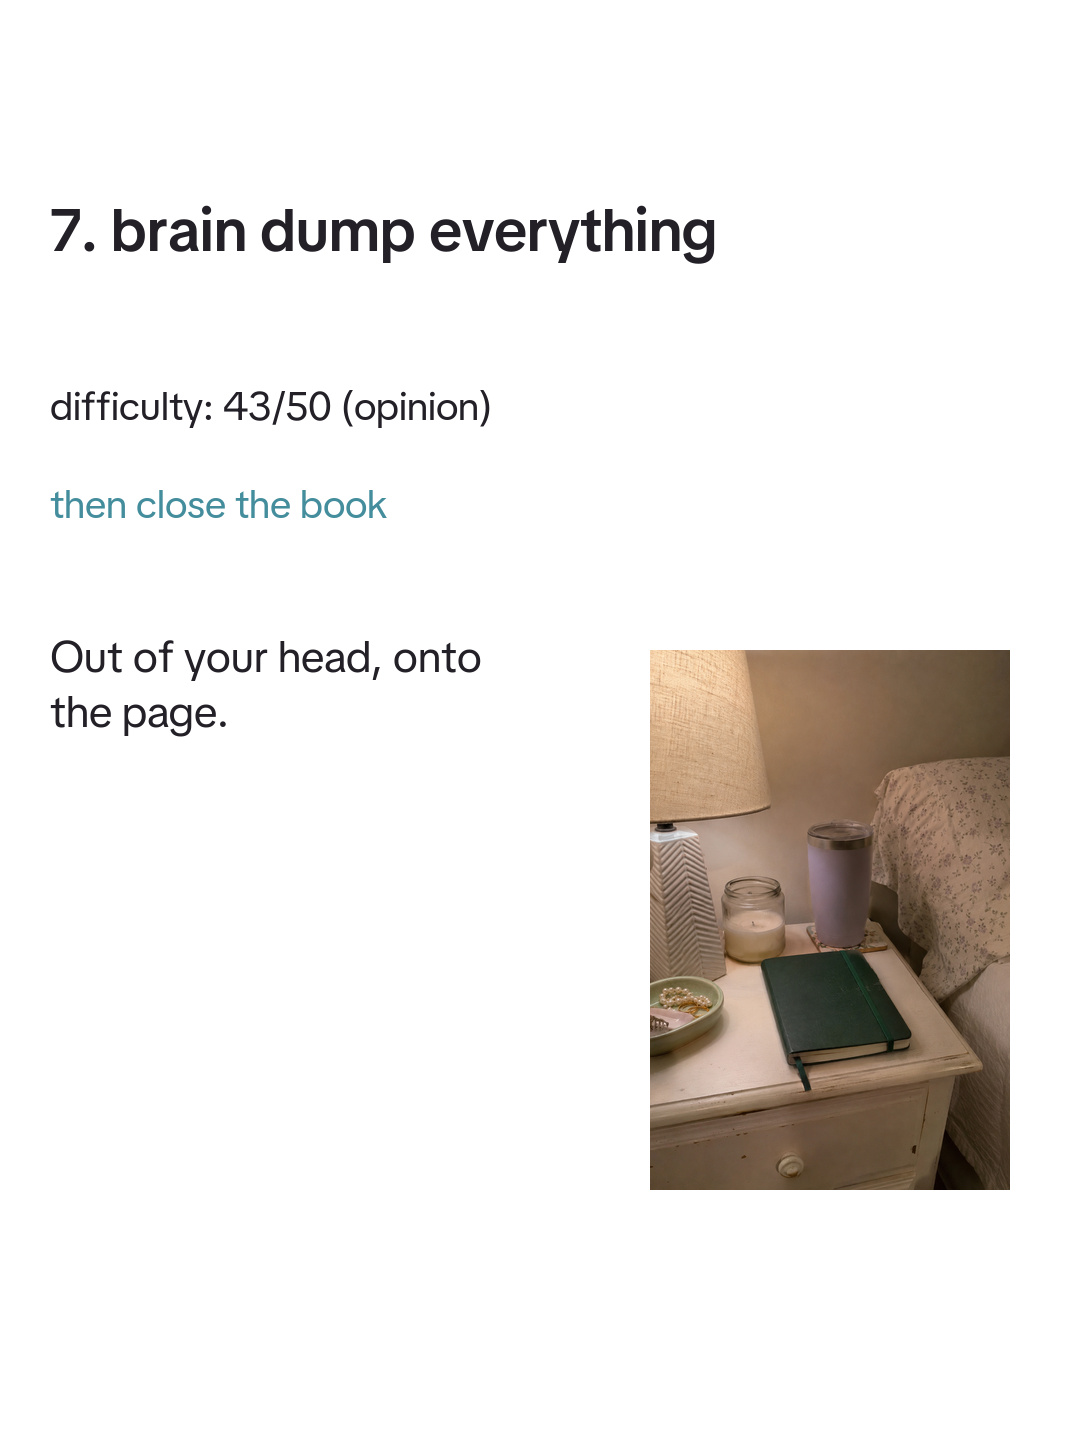 7. brain dump everything
difficulty: 43/50 (opinion)
then close the book
Out of your head, onto
the page.